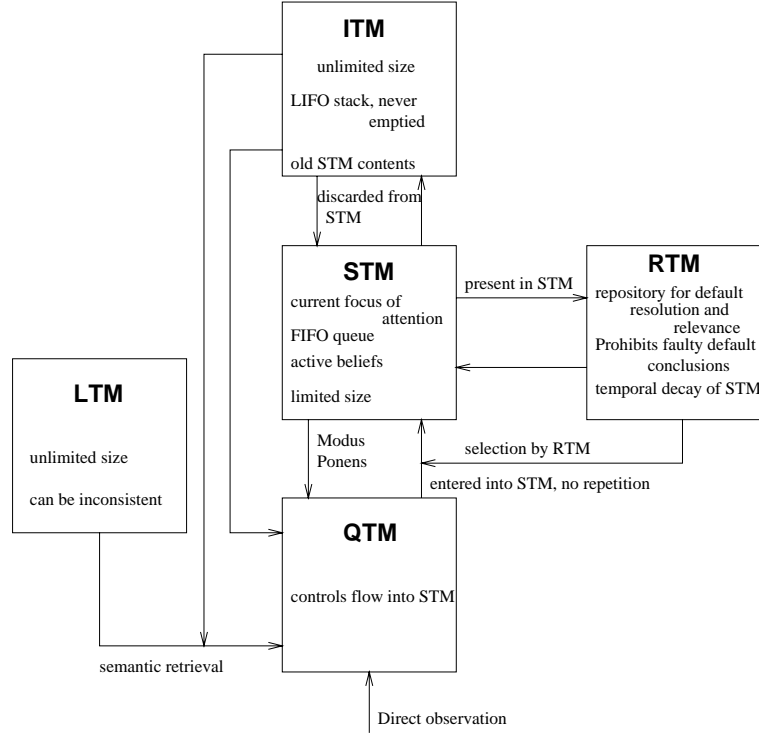 ITM
unlimited size
LIFO stack, never
emptied
old STM contents
discarded from
STM
STM
current focus of
attention
FIFO queue
active beliefs
limited size
present in STM
RTM
repository for default
resolution and
relevance
Prohibits faulty default
conclusions
temporal decay of STM
LTM
unlimited size
can be inconsistent
Modus
Ponens
selection by RTM
entered into STM, no repetition
QTM
controls flow into STM
semantic retrieval
Direct observation